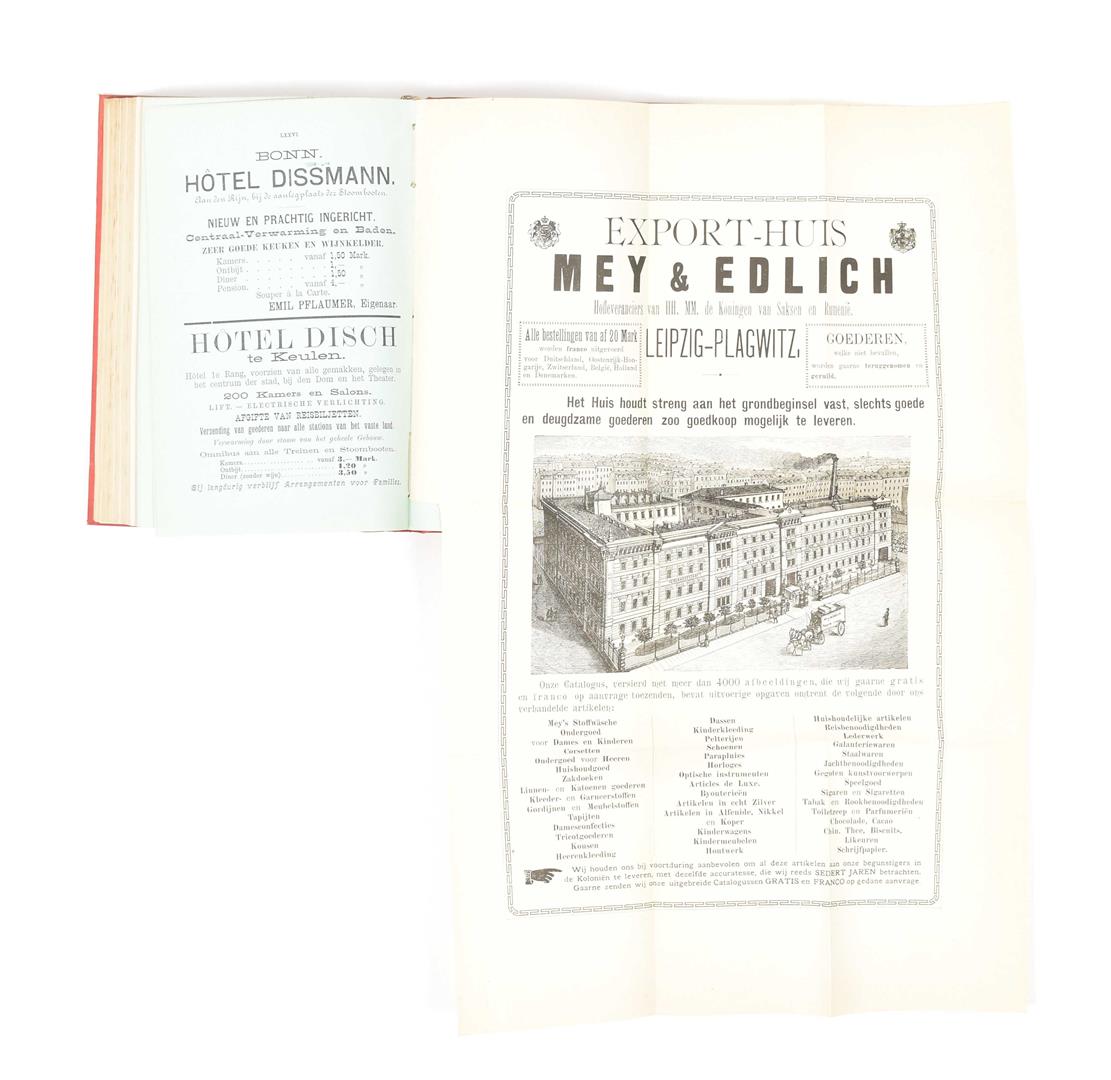 LXXVI
BONN.
HÔTEL DISSMANN.
Aan den Rijn, bij de aanlegplaats der Stoombooten.
NIEUW EN PRACHTIG INGERICHT.
Centraal-Verwarming en Baden.
ZEER GOEDE KEUKEN EN WIJNKELDER.
Kamers. . . . . . vanaf 1,50 Mark.
Ontbijt . . . . . . . . . 1,— „
Diner . . . . . . . . . 1,50 „
Pension. . . . . . vanaf 4,— „
Souper à la Carte.
EMIL PFLAUMER, Eigenaar.
HÔTEL DISCH
te Keulen.
Hôtel 1e Rang, voorzien van alle gemakken, gelegen in
het centrum der stad, bij den Dom en het Theater.
200 Kamers en Salons.
LIFT. — ELECTRISCHE VERLICHTING.
AFGIFTE VAN REISBILJETTEN.
Verzending van goederen naar alle stations van het vaste land.
Verwarming door stoom van het geheele Gebouw.
Omnibus aan alle Treinen en Stoombooten.
Kamers . . . . . . . . vanaf 3,— Mark.
Ontbijt . . . . . . . . 1,20 „
Diner (zonder wijn) . . . . . . . . 3,50 „
Bij langdurig verblijf Arrangementen voor Families.
EXPORT-HUIS
MEY & EDLICH
Hofleveranciers van HH. MM. de Koningen van Saksen en Rumenië.
Alle bestellingen van af 20 Mark
worden franco uitgevoerd
voor Duitschland, Oostenrijk-Hon-
garije, Zwitserland, België, Holland
en Denemarken.
LEIPZIG-PLAGWITZ,
GOEDEREN,
welke niet bevallen,
worden gaarne teruggenomen en
geruild.
Het Huis houdt streng aan het grondbeginsel vast, slechts goede
en deugdzame goederen zoo goedkoop mogelijk te leveren.
Onze Catalogus, versierd met meer dan 4000 afbeeldingen, die wij gaarne gratis
en franco op aanvrage toezenden, bevat uitvoerige opgaven omtrent de volgende door ons
verhandelde artikelen:
Mey's Stoffwäsche
Ondergoed
voor Dames en Kinderen
Corsetten
Ondergoed voor Heeren
Huishoudgoed
Zakdoeken
Linnen- en Katoenen goederen
Kleeder- en Garneerstoffen
Gordijnen en Meubelstoffen
Tapijten
Damesconfecties
Tricotgoederen
Kousen
Heerenkleeding
Dassen
Kinderkleeding
Pelterijen
Schoenen
Parapluies
Horloges
Optische instrumenten
Articles de Luxe.
Byouterieën
Artikelen in echt Zilver
Artikelen in Alfenide, Nikkel
en Koper
Kinderwagens
Kindermeubelen
Houtwerk
Huishoudelijke artikelen
Reisbenoodigdheden
Lederwerk
Galanteriewaren
Staalwaren
Jachtbenoodigdheden
Gegoten kunstvoorwerpen
Speelgoed
Sigaren en Sigaretten
Tabak en Rookbenoodigdheden
Toiletzeep en Parfumeriën
Chocolade, Cacao
Chin. Thee, Biscuits,
Likeuren
Schrijfpapier.
Wij houden ons bij voortduring aanbevolen om al deze artikelen aan onze begunstigers in
de Koloniën te leveren, met dezelfde accuratesse, die wij reeds SEDERT JAREN betrachten.
Gaarne zenden wij onze uitgebreide Catalogussen GRATIS en FRANCO op gedane aanvrage